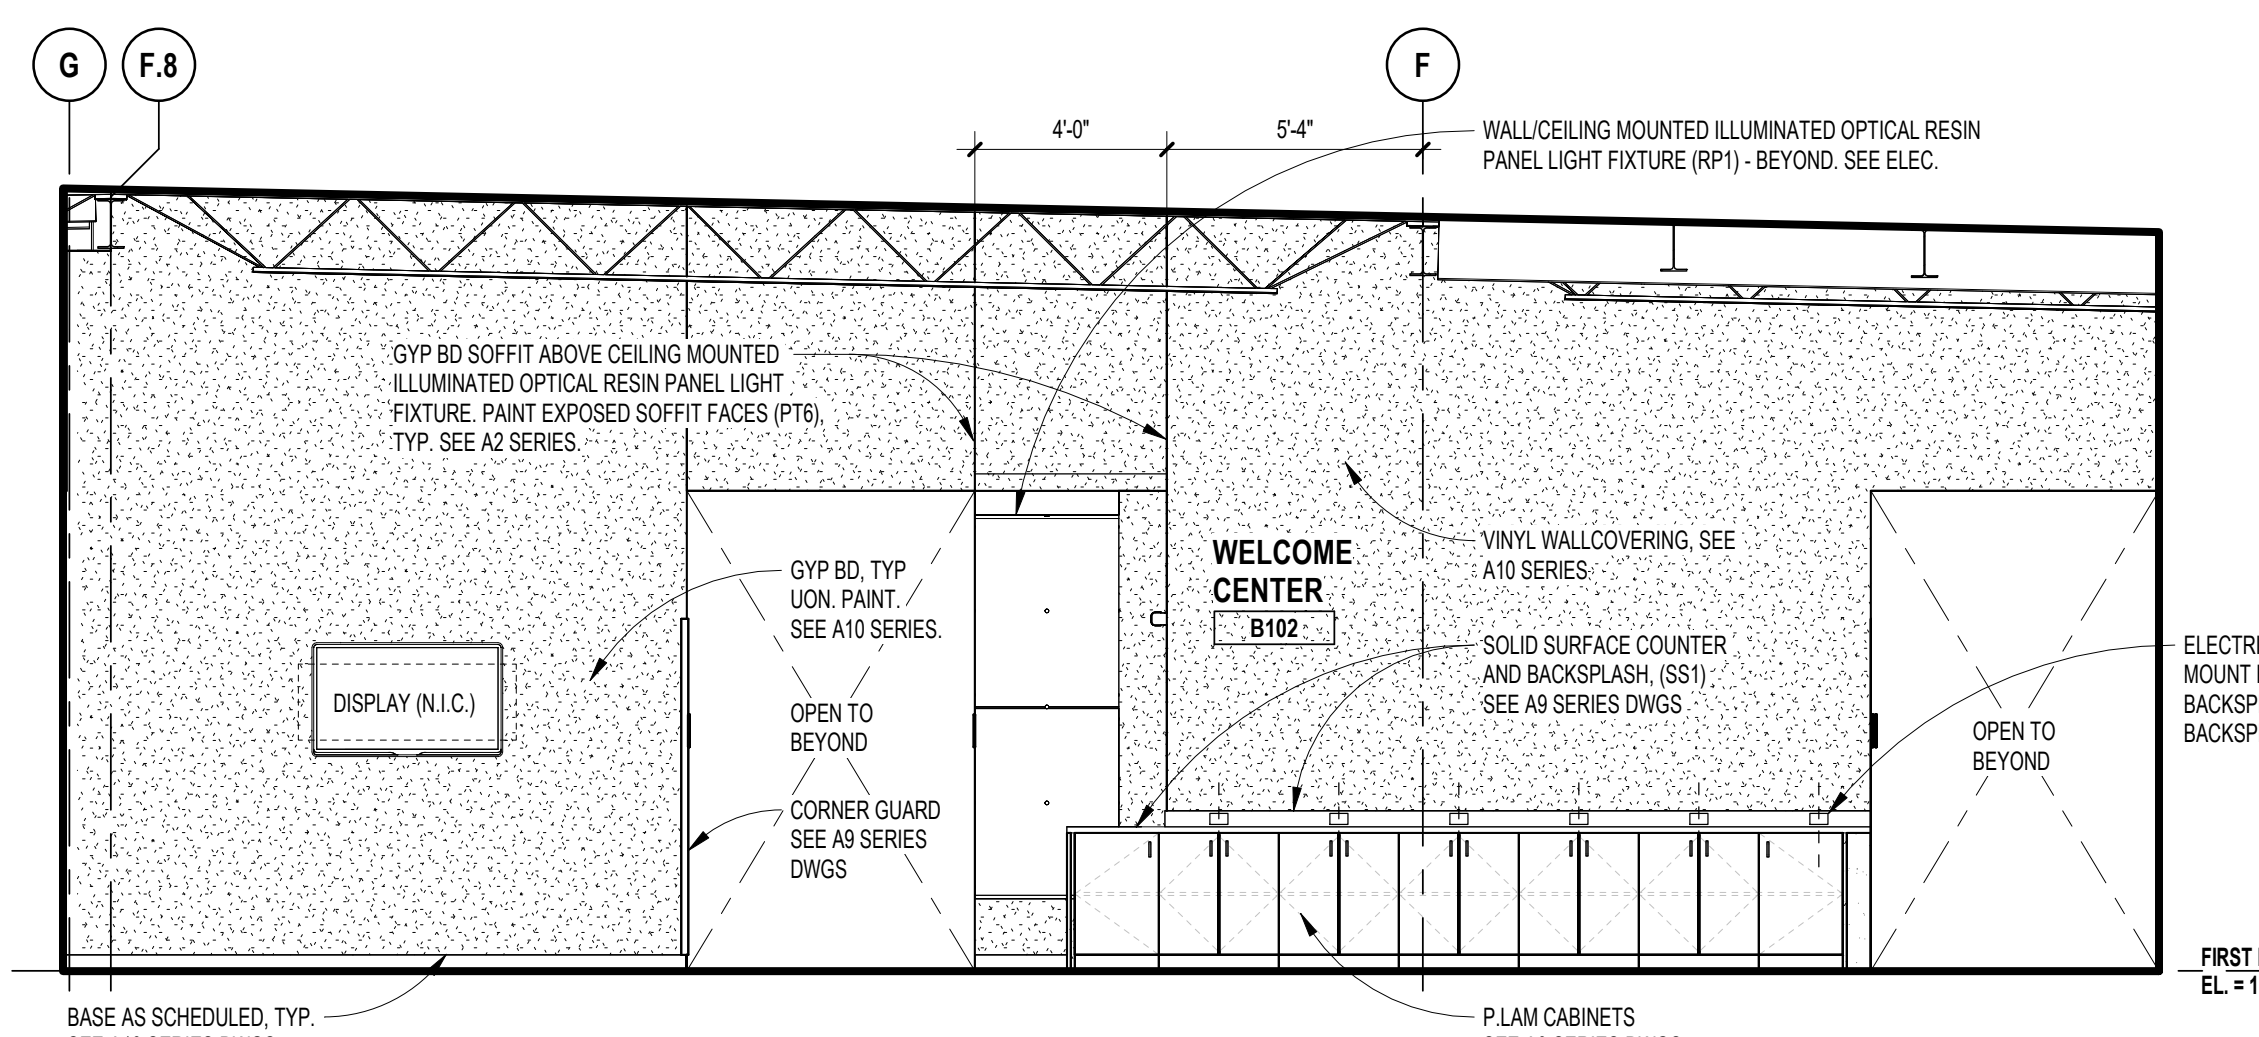 G
F.8
F
4'-0"
5'-4"
WALL/CEILING MOUNTED ILLUMINATED OPTICAL RESIN
PANEL LIGHT FIXTURE (RP1) - BEYOND. SEE ELEC.
GYP BD SOFFIT ABOVE CEILING MOUNTED
ILLUMINATED OPTICAL RESIN PANEL LIGHT
FIXTURE. PAINT EXPOSED SOFFIT FACES (PT6),
TYP. SEE A2 SERIES.
GYP BD, TYP
UON. PAINT.
SEE A10 SERIES.
WELCOME
CENTER
B102
VINYL WALLCOVERING, SEE
A10 SERIES
SOLID SURFACE COUNTER
AND BACKSPLASH, (SS1)
SEE A9 SERIES DWGS
DISPLAY (N.I.C.)
OPEN TO
BEYOND
CORNER GUARD
SEE A9 SERIES
DWGS
OPEN TO
BEYOND
MOUNT
FIRST
EL. = 1
BASE AS SCHEDULED, TYP.
P.LAM CABINETS